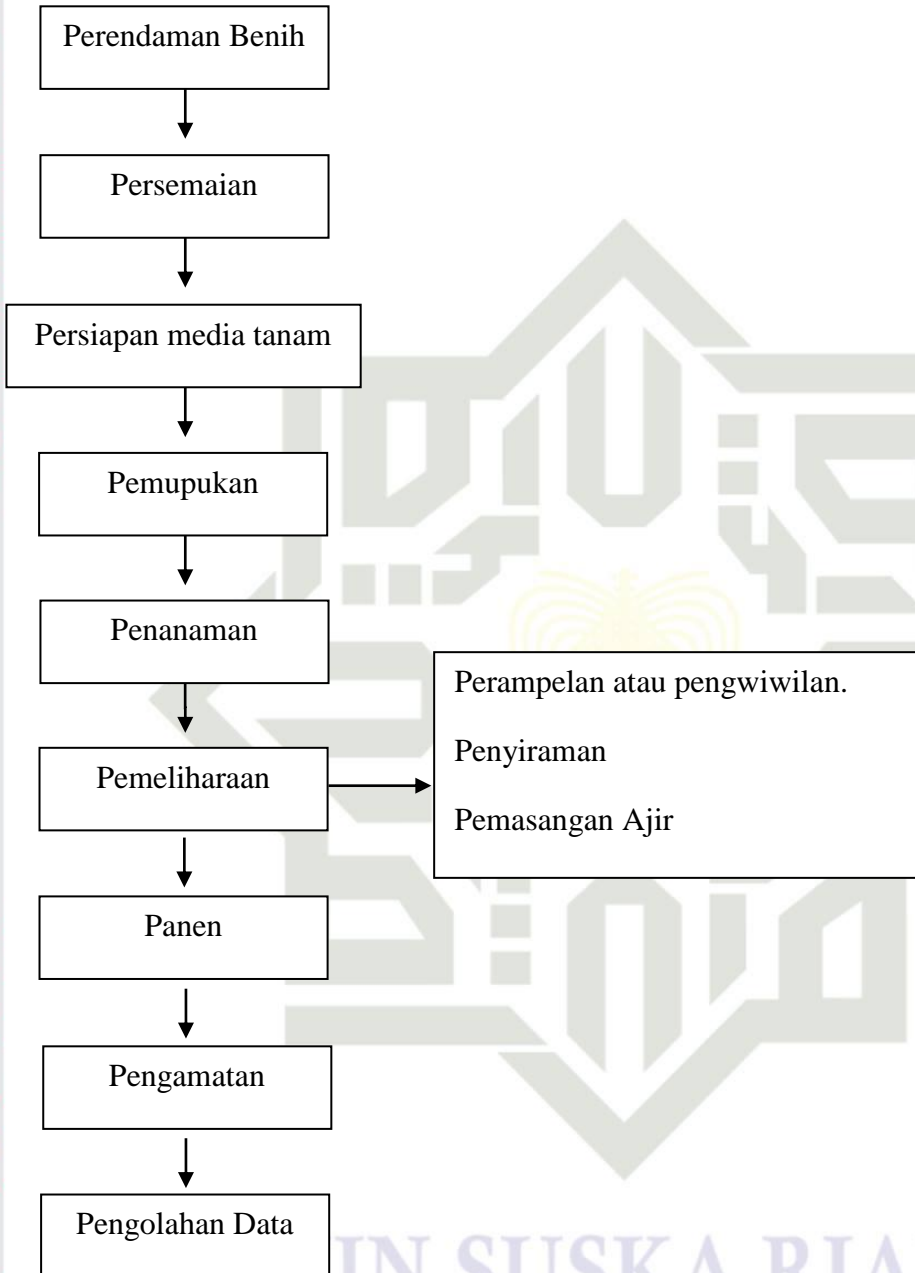 Perendaman Benih
Persemaian
Persiapan media tanam
Pemupukan
Penanaman
Pemeliharaan
Perampelan atau pengwiwilan.
Penyiraman
Pemasangan Ajir
Panen
Pengamatan
Pengolahan Data
SUSKA